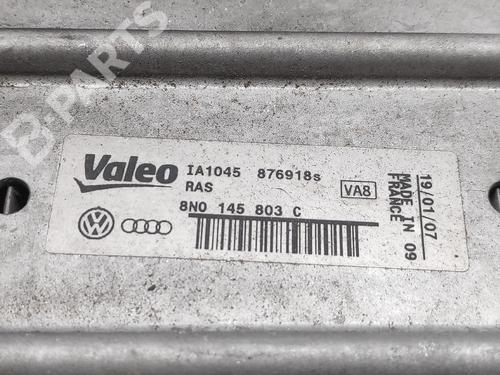 B-PARTS
Valeo
IA1045 876918s
RAS
VA8
8N0 145 803 C
19/01/07
MADE IN 09
FRANCE